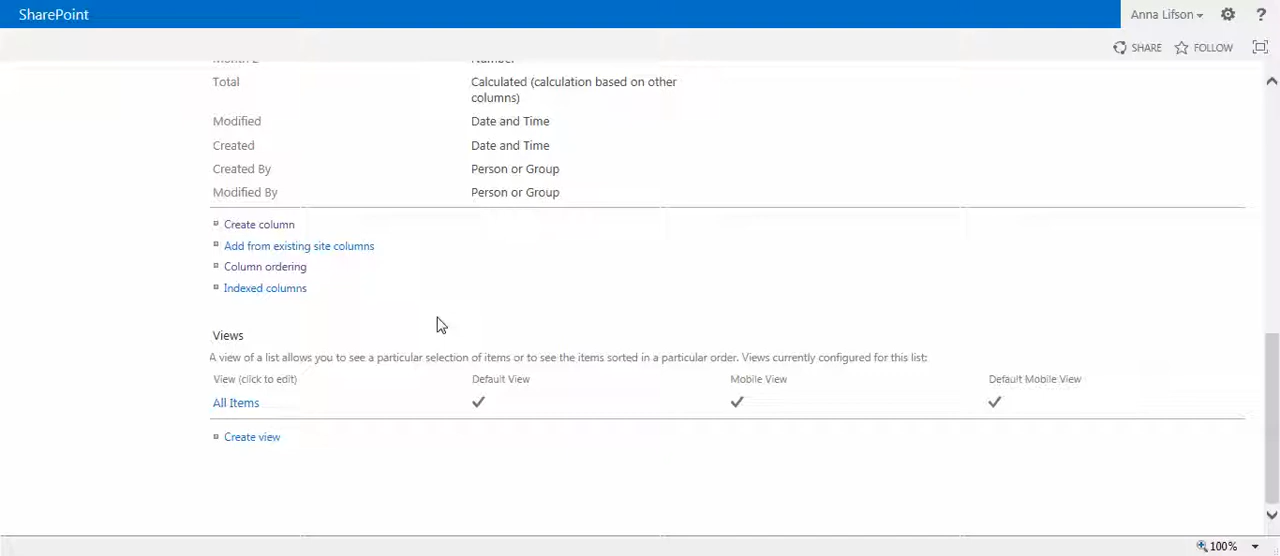 SharePoint
Anna Lifson
?
SHARE
FOLLOW
Number
Total
Calculated (calculation based on other
columns)
Modified
Date and Time
Created
Date and Time
Created By
Person or Group
Modified By
Person or Group
Create column
Add from existing site columns
Column ordering
Indexed columns
Views
A view of a list allows you to see a particular selection of items or to see the items sorted in a particular order. Views currently configured for this list:
View (click to edit)
Default View
Mobile View
Default Mobile View
All Items
Create view
100%